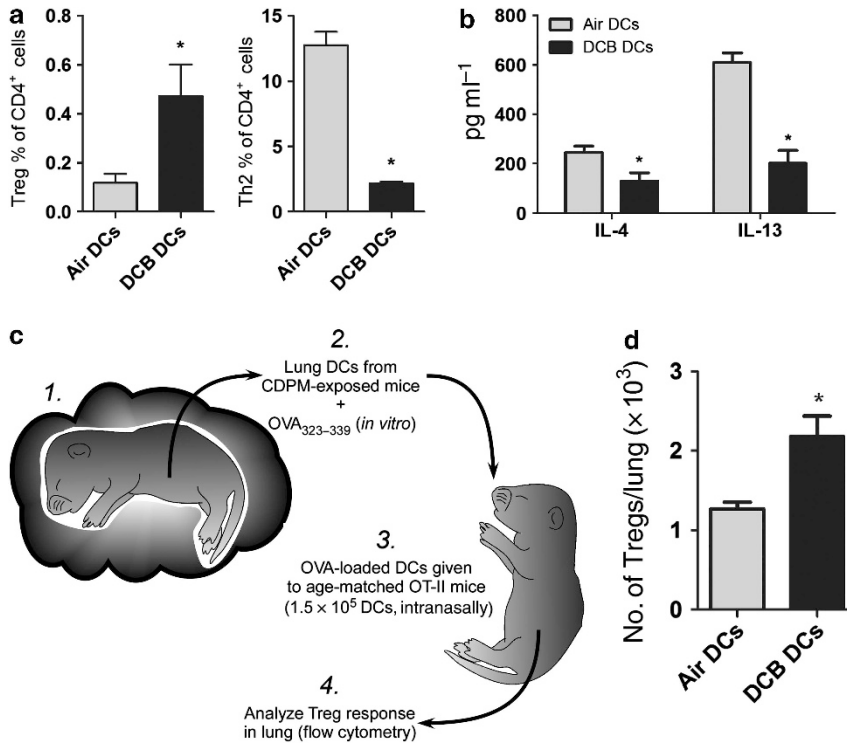 a
Treg % of CD4⁺ cells
0.8
0.6
0.4
0.2
0.0
*
Air DCs
DCB DCs
Th2 % of CD4⁺ cells
15
10
5
0
*
Air DCs
DCB DCs
b
Air DCs
DCB DCs
pg ml⁻¹
800
600
400
200
0
*
*
IL-4
IL-13
c
1.
2.
Lung DCs from
CDPM-exposed mice
+
OVA₃₂₃₋₃₃₉ (in vitro)
3.
OVA-loaded DCs given
to age-matched OT-II mice
(1.5 × 10⁵ DCs, intranasally)
4.
Analyze Treg response
in lung (flow cytometry)
d
No. of Tregs/lung (× 10³)
3
2
1
0
*
Air DCs
DCB DCs